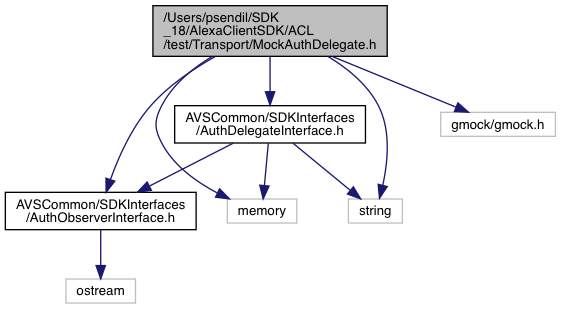 /Users/psendil/SDK
_18/AlexaClientSDK/ACL
/test/Transport/MockAuthDelegate.h
AVSCommon/SDKInterfaces
/AuthDelegateInterface.h
gmock/gmock.h
AVSCommon/SDKInterfaces
/AuthObserverInterface.h
memory
string
ostream